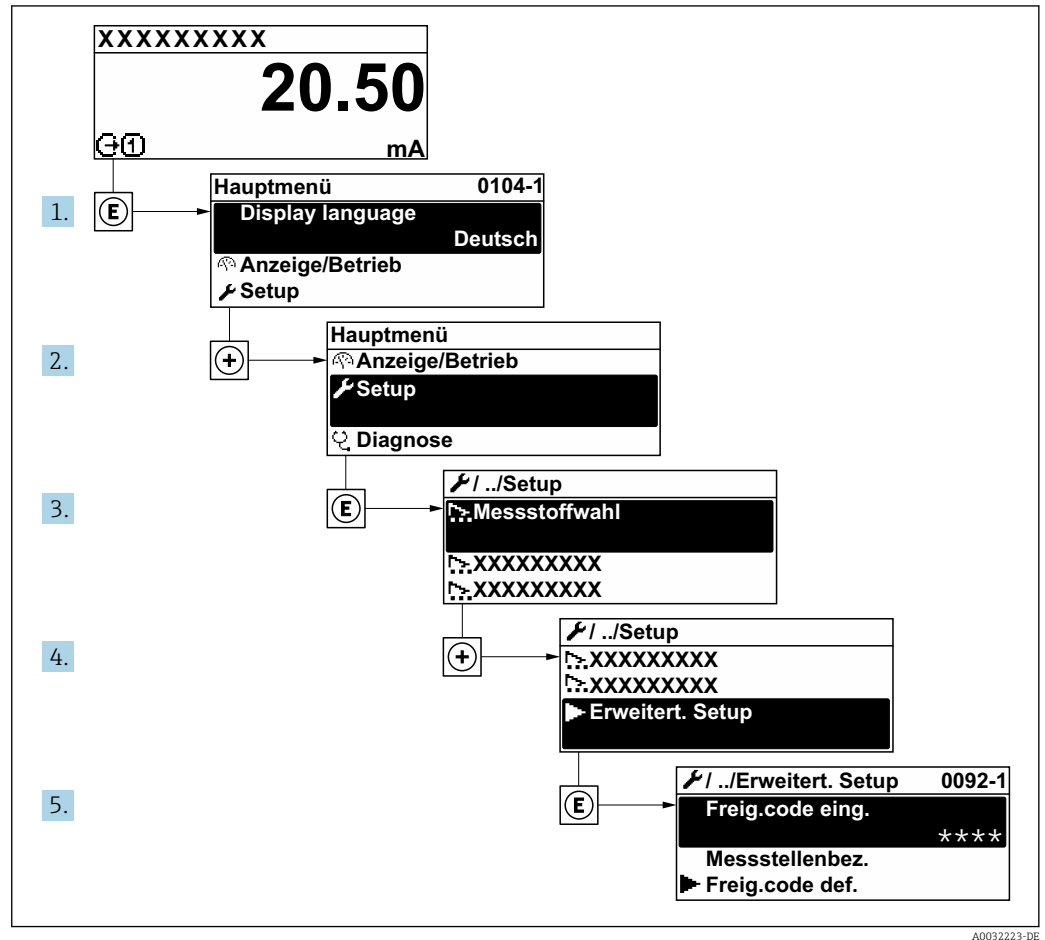 XXXXXXXXX
20.50
1 mA
1. E Hauptmenü 0104-1
Display language
Deutsch
Anzeige/Betrieb
Setup
2. + Hauptmenü
Anzeige/Betrieb
Setup
Diagnose
3. E / ../Setup
Messstoffwahl
XXXXXXXXX
XXXXXXXXX
4. + / ../Setup
XXXXXXXXX
XXXXXXXXX
Erweitert. Setup
5. E / ../Erweitert. Setup 0092-1
Freig.code eing.
****
Messstellenbez.
Freig.code def.
A0032223-DE